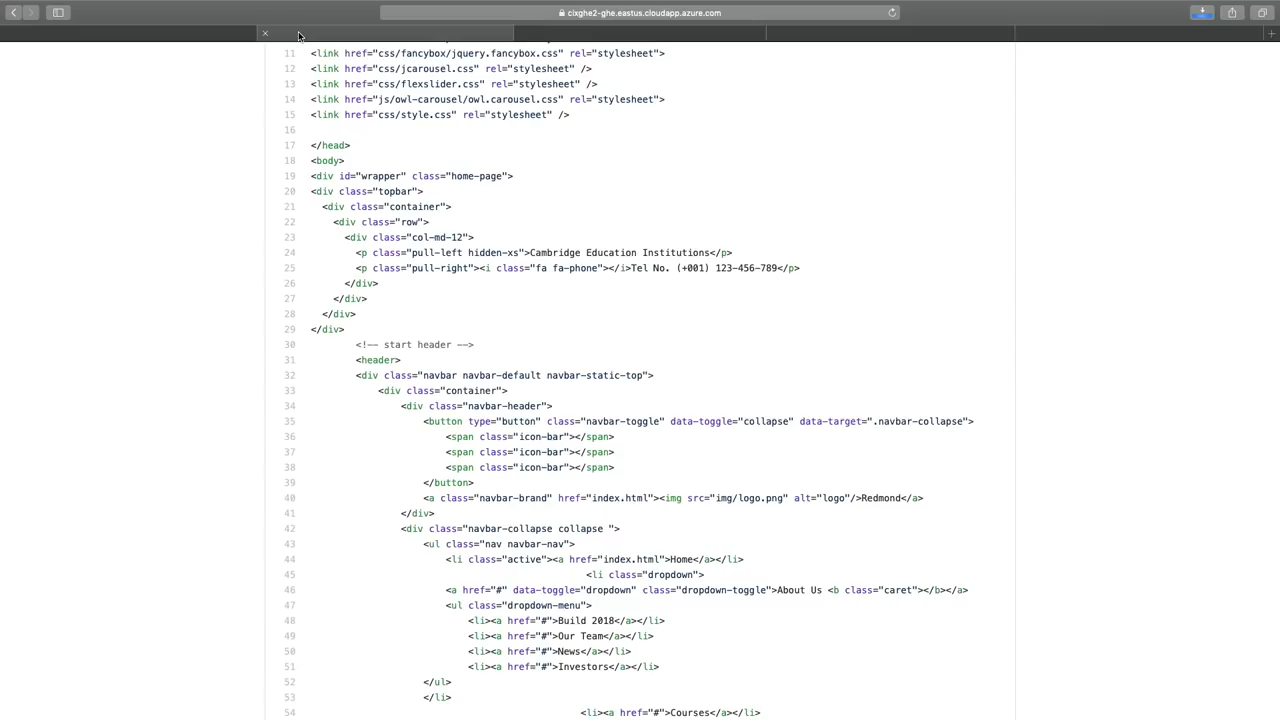 cixghe2-ghe.eastus.cloudapp.azure.com
11 <link href="css/fancybox/jquery.fancybox.css" rel="stylesheet">
12 <link href="css/jcarousel.css" rel="stylesheet" />
13 <link href="css/flexslider.css" rel="stylesheet" />
14 <link href="js/owl-carousel/owl.carousel.css" rel="stylesheet">
15 <link href="css/style.css" rel="stylesheet" />
16
17 </head>
18 <body>
19 <div id="wrapper" class="home-page">
20 <div class="topbar">
21 <div class="container">
22 <div class="row">
23 <div class="col-md-12">
24 <p class="pull-left hidden-xs">Cambridge Education Institutions</p>
25 <p class="pull-right"><i class="fa fa-phone"></i>Tel No. (+001) 123-456-789</p>
26 </div>
27 </div>
28 </div>
29 </div>
30 <!-- start header -->
31 <header>
32 <div class="navbar navbar-default navbar-static-top">
33 <div class="container">
34 <div class="navbar-header">
35 <button type="button" class="navbar-toggle" data-toggle="collapse" data-target=".navbar-collapse">
36 <span class="icon-bar"></span>
37 <span class="icon-bar"></span>
38 <span class="icon-bar"></span>
39 </button>
40 <a class="navbar-brand" href="index.html"><img src="img/logo.png" alt="logo"/>Redmond</a>
41 </div>
42 <div class="navbar-collapse collapse ">
43 <ul class="nav navbar-nav">
44 <li class="active"><a href="index.html">Home</a></li>
45 <li class="dropdown">
46 <a href="#" data-toggle="dropdown" class="dropdown-toggle">About Us <b class="caret"></b></a>
47 <ul class="dropdown-menu">
48 <li><a href="#">Build 2018</a></li>
49 <li><a href="#">Our Team</a></li>
50 <li><a href="#">News</a></li>
51 <li><a href="#">Investors</a></li>
52 </ul>
53 </li>
54 <li><a href="#">Courses</a></li>